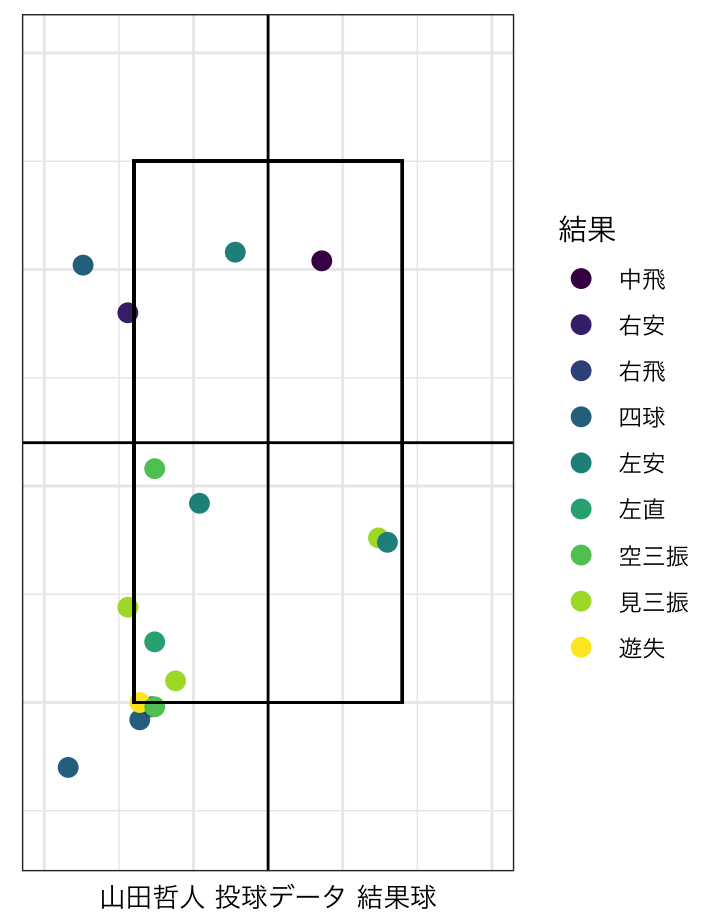 結果
中飛
右安
右飛
四球
左安
左直
空三振
見三振
遊失
山田哲人 投球データ 結果球